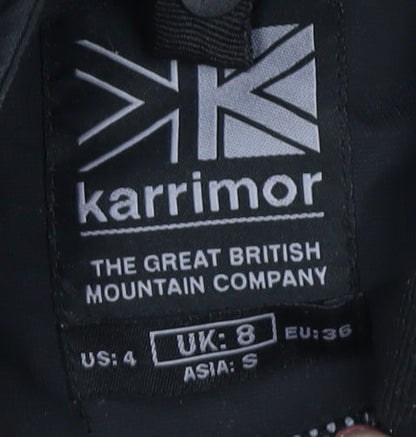 karrimor
THE GREAT BRITISH
MOUNTAIN COMPANY
US: 4 UK: 8 EU: 36
ASIA: S